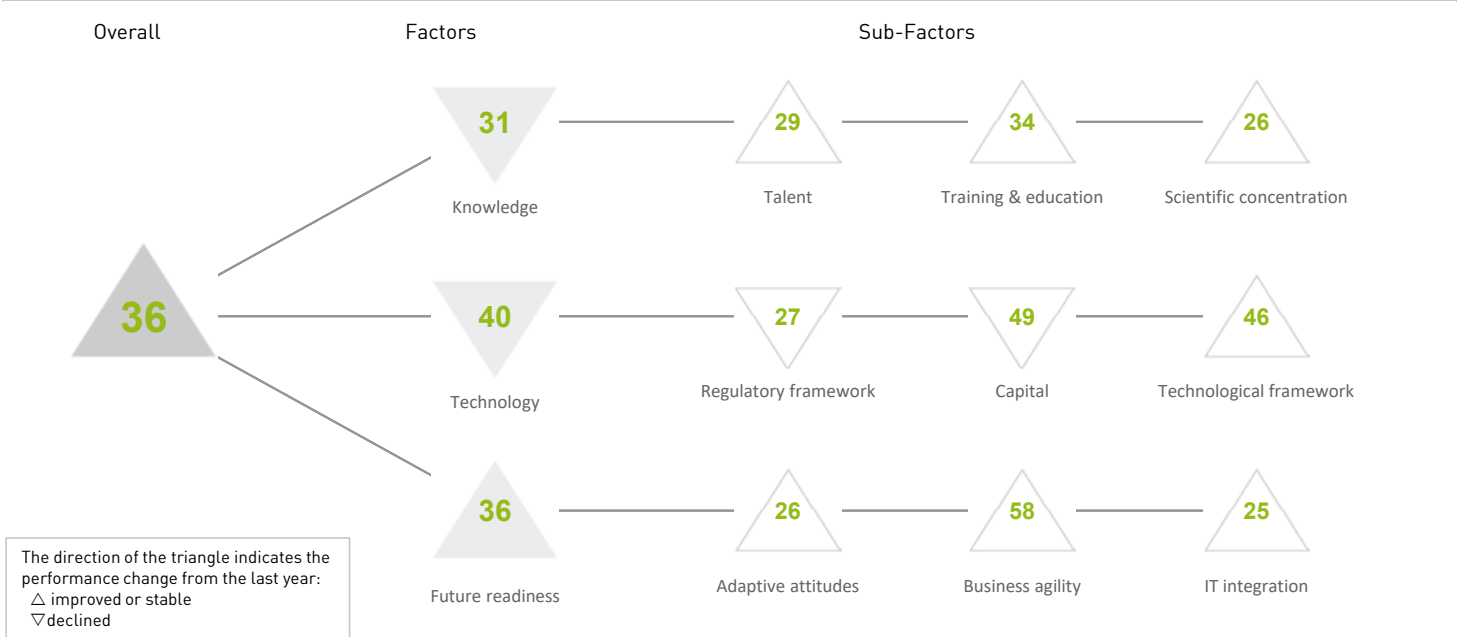 Overall
Factors
Sub-Factors
31
29
34
26
Knowledge
Talent
Training & education
Scientific concentration
36
40
27
49
46
Technology
Regulatory framework
Capital
Technological framework
36
26
58
25
Future readiness
Adaptive attitudes
Business agility
IT integration
The direction of the triangle indicates the
performance change from the last year:
△ improved or stable
▽declined